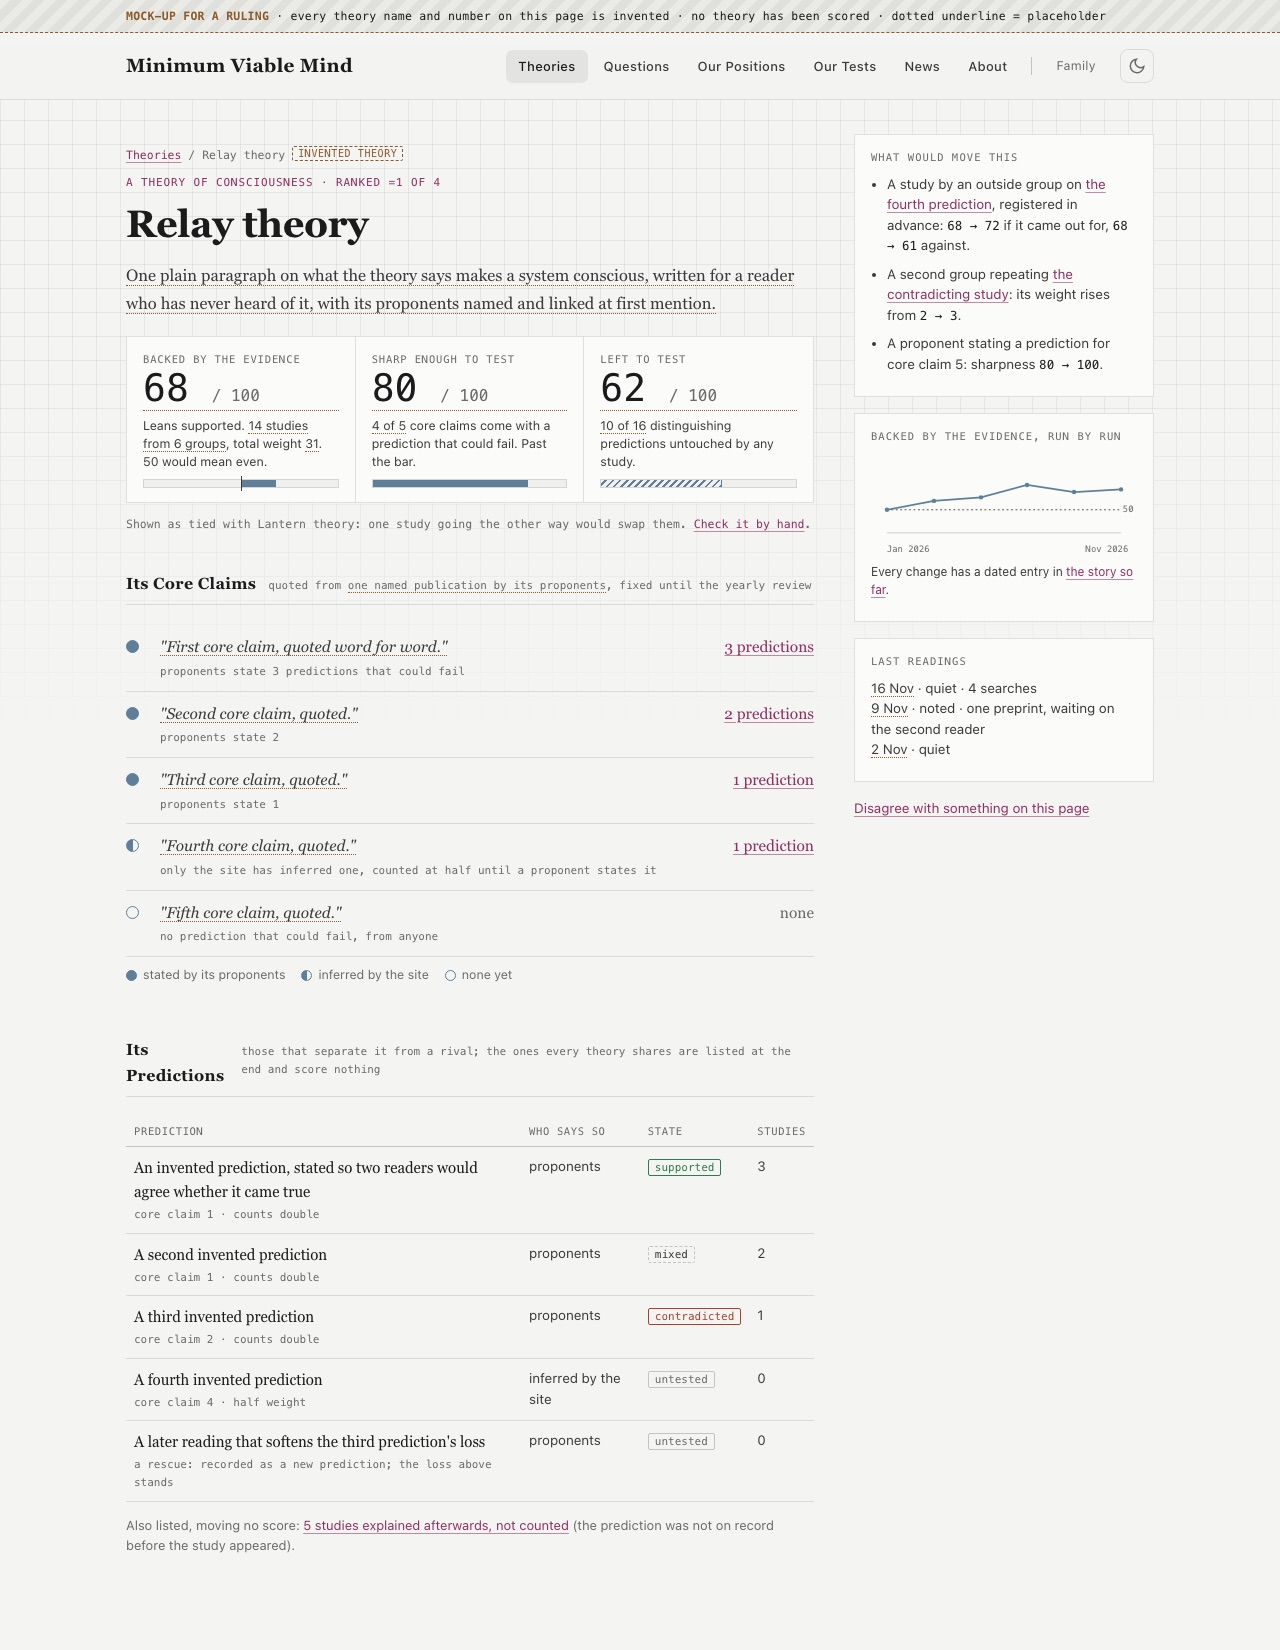 MOCK-UP FOR A RULING · every theory name and number on this page is invented · no theory has been scored · dotted underline = placeholder
Minimum Viable Mind
Theories Questions Our Positions Our Tests News About Family
Theories / Relay theory INVENTED THEORY
A THEORY OF CONSCIOUSNESS · RANKED =1 OF 4
Relay theory
One plain paragraph on what the theory says makes a system conscious, written for a reader
who has never heard of it, with its proponents named and linked at first mention.
BACKED BY THE EVIDENCE
68 / 100
Leans supported. 14 studies
from 6 groups, total weight 31.
50 would mean even.
SHARP ENOUGH TO TEST
80 / 100
4 of 5 core claims come with a
prediction that could fail. Past
the bar.
LEFT TO TEST
62 / 100
10 of 16 distinguishing
predictions untouched by any
study.
Shown as tied with Lantern theory: one study going the other way would swap them. Check it by hand.
Its Core Claims quoted from one named publication by its proponents, fixed until the yearly review
"First core claim, quoted word for word." 3 predictions
proponents state 3 predictions that could fail
"Second core claim, quoted." 2 predictions
proponents state 2
"Third core claim, quoted." 1 prediction
proponents state 1
"Fourth core claim, quoted." 1 prediction
only the site has inferred one, counted at half until a proponent states it
"Fifth core claim, quoted." none
no prediction that could fail, from anyone
stated by its proponents inferred by the site none yet
Its
Predictions
those that separate it from a rival; the ones every theory shares are listed at the
end and score nothing
PREDICTION WHO SAYS SO STATE STUDIES
An invented prediction, stated so two readers would
agree whether it came true
core claim 1 · counts double
proponents supported 3
A second invented prediction
core claim 1 · counts double
proponents mixed 2
A third invented prediction
core claim 2 · counts double
proponents contradicted 1
A fourth invented prediction
core claim 4 · half weight
inferred by the
site
untested 0
A later reading that softens the third prediction's loss
a rescue: recorded as a new prediction; the loss above
stands
proponents untested 0
Also listed, moving no score: 5 studies explained afterwards, not counted (the prediction was not on record
before the study appeared).
WHAT WOULD MOVE THIS
• A study by an outside group on the
fourth prediction, registered in
advance: 68 → 72 if it came out for, 68
→ 61 against.
• A second group repeating the
contradicting study: its weight rises
from 2 → 3.
• A proponent stating a prediction for
core claim 5: sharpness 80 → 100.
BACKED BY THE EVIDENCE, RUN BY RUN
50
Jan 2026 Nov 2026
Every change has a dated entry in the story so
far.
LAST READINGS
16 Nov · quiet · 4 searches
9 Nov · noted · one preprint, waiting on
the second reader
2 Nov · quiet
Disagree with something on this page